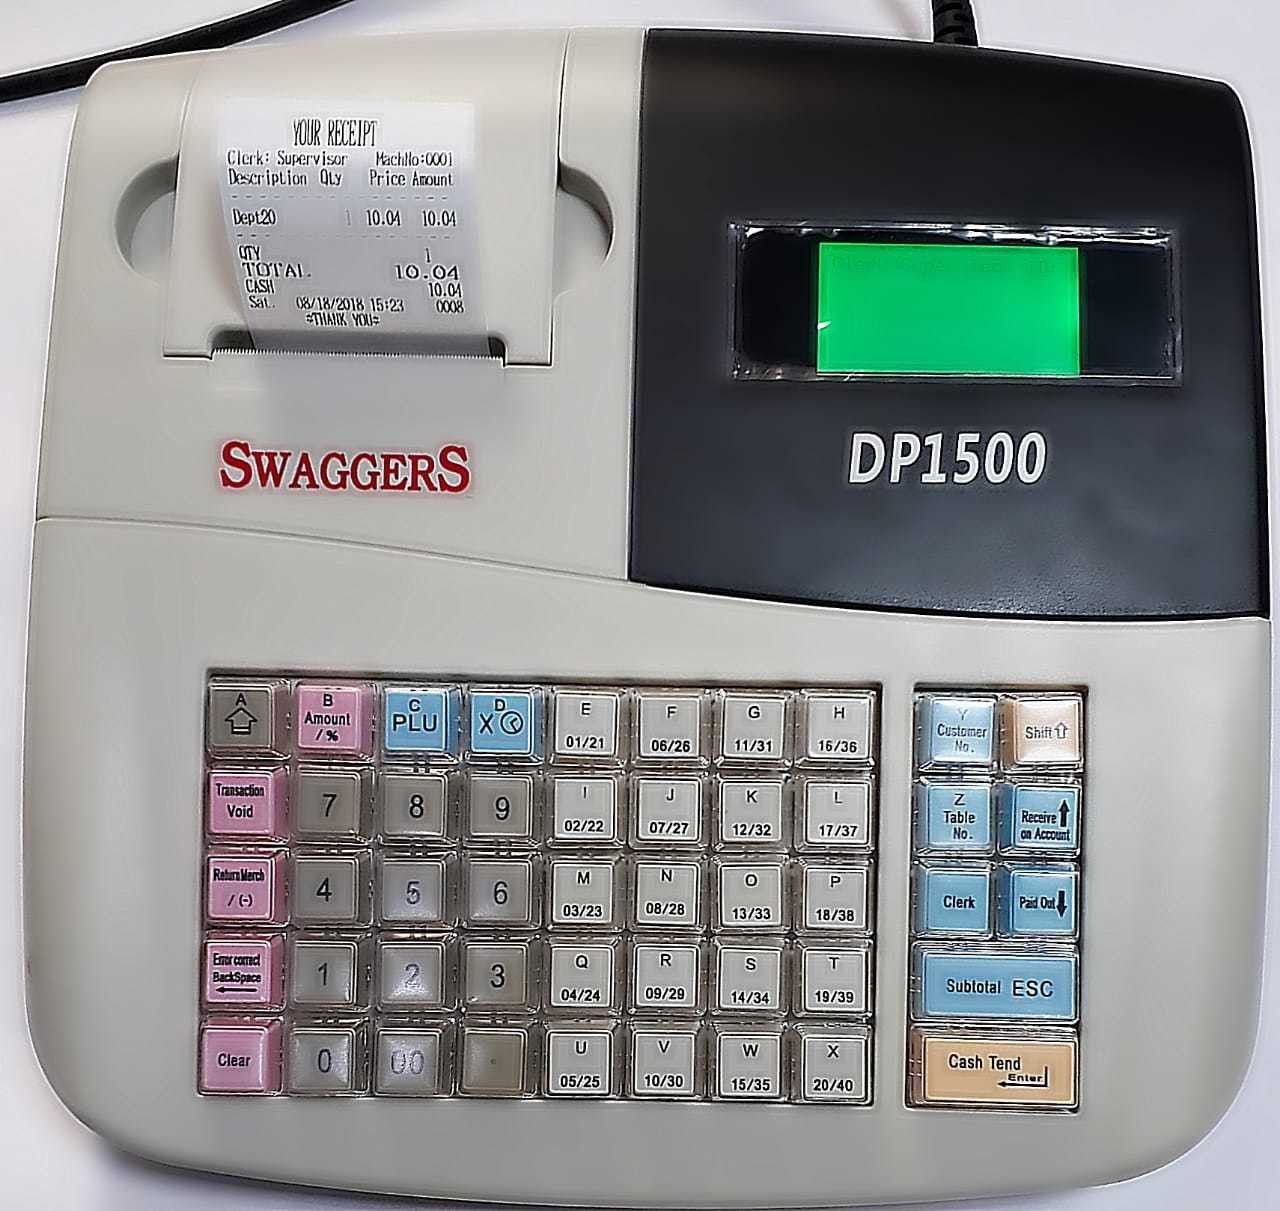 YOUR RECEIPT
Clerk: Supervisor MachNo:0001
Description Qty Price Amount
Dept20 1 10.04 10.04
QTY 1
TOTAL 10.04
CASH 10.04
Sat. 08/18/2018 15:23 0008
*THANK YOU*
SWAGGERS
DP1500
A
B Amount / %
C PLU
D X
E 01/21
F 06/26
G 11/31
H 16/36
Y Customer No.
Shift
Transaction Void
7
8
9
I 02/22
J 07/27
K 12/32
L 17/37
Z Table No.
Receive on Account
Return Merch / (-)
4
5
6
M 03/23
N 08/28
O 13/33
P 18/38
Clerk
Paid Out
Error correct BackSpace
1
2
3
Q 04/24
R 09/29
S 14/34
T 19/39
Subtotal ESC
Clear
0
00
.
U 05/25
V 10/30
W 15/35
X 20/40
Cash Tend Enter